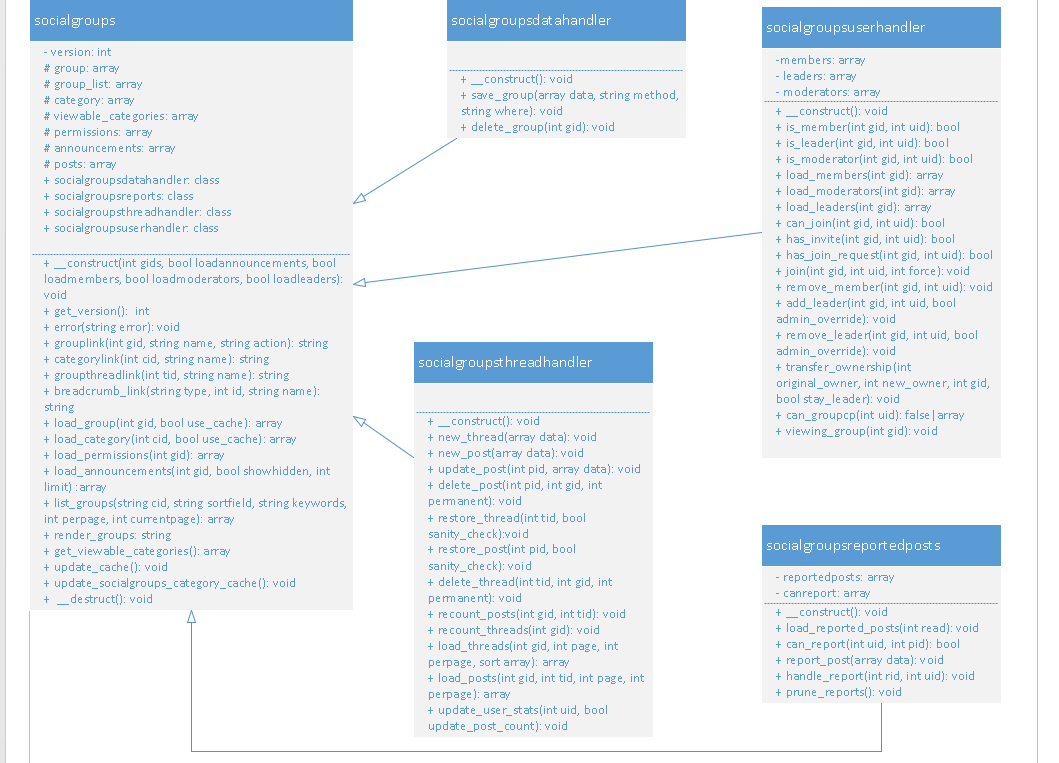 socialgroups
- version: int
# group: array
# group_list: array
# category: array
# viewable_categories: array
# permissions: array
# announcements: array
# posts: array
+ socialgroupsdatahandler: class
+ socialgroupsreports: class
+ socialgroupsthreadhandler: class
+ socialgroupsuserhandler: class
+ __construct(int gids, bool loadannouncements, bool
loadmembers, bool loadmoderators, bool loadleaders):
void
+ get_version(): int
+ error(string error): void
+ grouplink(int gid, string name, string action): string
+ categorylink(int cid, string name): string
+ groupthreadlink(int tid, string name): string
+ breadcrumb_link(string type, int id, string name):
string
+ load_group(int gid, bool use_cache): array
+ load_category(int cid, bool use_cache): array
+ load_permissions(int gid): array
+ load_announcements(int gid, bool showhidden, int
limit) :array
+ list_groups(string cid, string sortfield, string keywords,
int perpage, int currentpage): array
+ render_groups: string
+ get_viewable_categories(): array
+ update_cache(): void
+ update_socialgroups_category_cache(): void
+ __destruct(): void
socialgroupsdatahandler
+ __construct(): void
+ save_group(array data, string method,
string where): void
+ delete_group(int gid): void
socialgroupsthreadhandler
+ __construct(): void
+ new_thread(array data): void
+ new_post(array data): void
+ update_post(int pid, array data): void
+ delete_post(int pid, int gid, int
permanent): void
+ restore_thread(int tid, bool
sanity_check):void
+ restore_post(int pid, bool
sanity_check): void
+ delete_thread(int tid, int gid, int
permanent): void
+ recount_posts(int gid, int tid): void
+ recount_threads(int gid): void
+ load_threads(int gid, int page, int
perpage, sort array): array
+ load_posts(int gid, int tid, int page, int
perpage): array
+ update_user_stats(int uid, bool
update_post_count): void
socialgroupsuserhandler
-members: array
- leaders: array
- moderators: array
+ __construct(): void
+ is_member(int gid, int uid): bool
+ is_leader(int gid, int uid): bool
+ is_moderator(int gid, int uid): bool
+ load_members(int gid): array
+ load_moderators(int gid): array
+ load_leaders(int gid): array
+ can_join(int gid, int uid): bool
+ has_invite(int gid, int uid): bool
+ has_join_request(int gid, int uid): bool
+ join(int gid, int uid, int force): void
+ remove_member(int gid, int uid): void
+ add_leader(int gid, int uid, bool
admin_override): void
+ remove_leader(int gid, int uid, bool
admin_override): void
+ transfer_ownership(int
original_owner, int new_owner, int gid,
bool stay_leader): void
+ can_groupcp(int uid): false|array
+ viewing_group(int gid): void
socialgroupsreportedposts
- reportedposts: array
- canreport: array
+ __construct(): void
+ load_reported_posts(int read): void
+ can_report(int uid, int pid): bool
+ report_post(array data): void
+ handle_report(int rid, int uid): void
+ prune_reports(): void